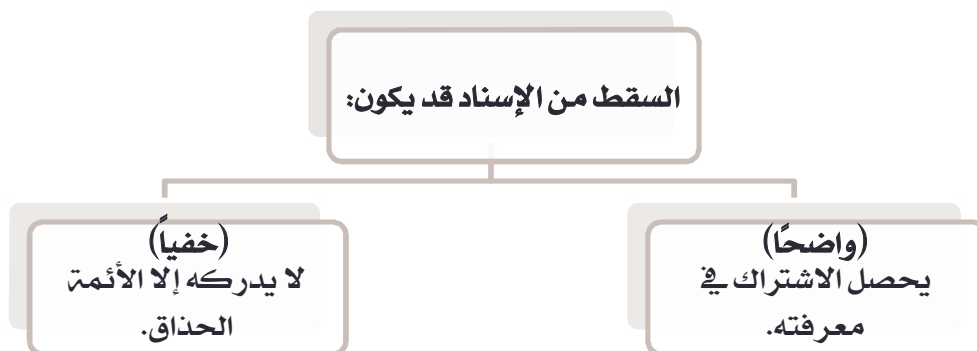 السقط من الإسناد قد يكون:
(واضحًا)
يحصل الاشتراك في
معرفته.
(خفياً)
لا يدركه إلا الأئمة
الحذاق.